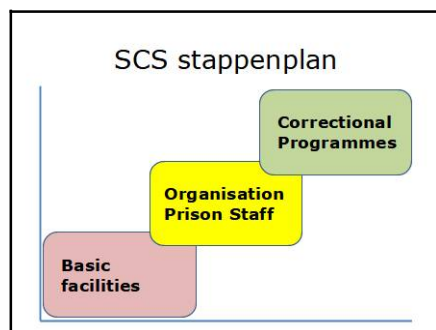 SCS stappenplan
Correctional
Programmes
Organisation
Prison Staff
Basic
facilities